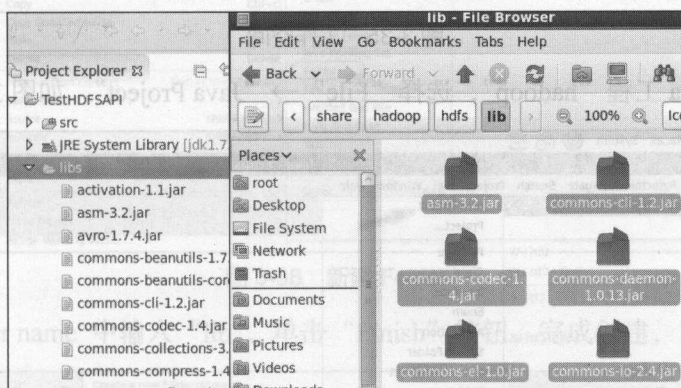 lib - File Browser
File Edit View Go Bookmarks Tabs Help
Back Forward
share hadoop hdfs lib 100%
Places
root
Desktop
File System
Network
Trash
Documents
Music
Pictures
Videos
Downloads
asm-3.2.jar
commons-cli-1.2.jar
commons-codec-1.
4.jar
commons-daemon-
1.0.13.jar
commons-el-1.0.jar
commons-io-2.4.jar
Project Explorer
TestHDFSAPI
src
JRE System Library [jdk1.7.
libs
activation-1.1.jar
asm-3.2.jar
avro-1.7.4.jar
commons-beanutils-1.7
commons-beanutils-cor
commons-cli-1.2.jar
commons-codec-1.4.jar
commons-collections-3.
commons-compress-1.4